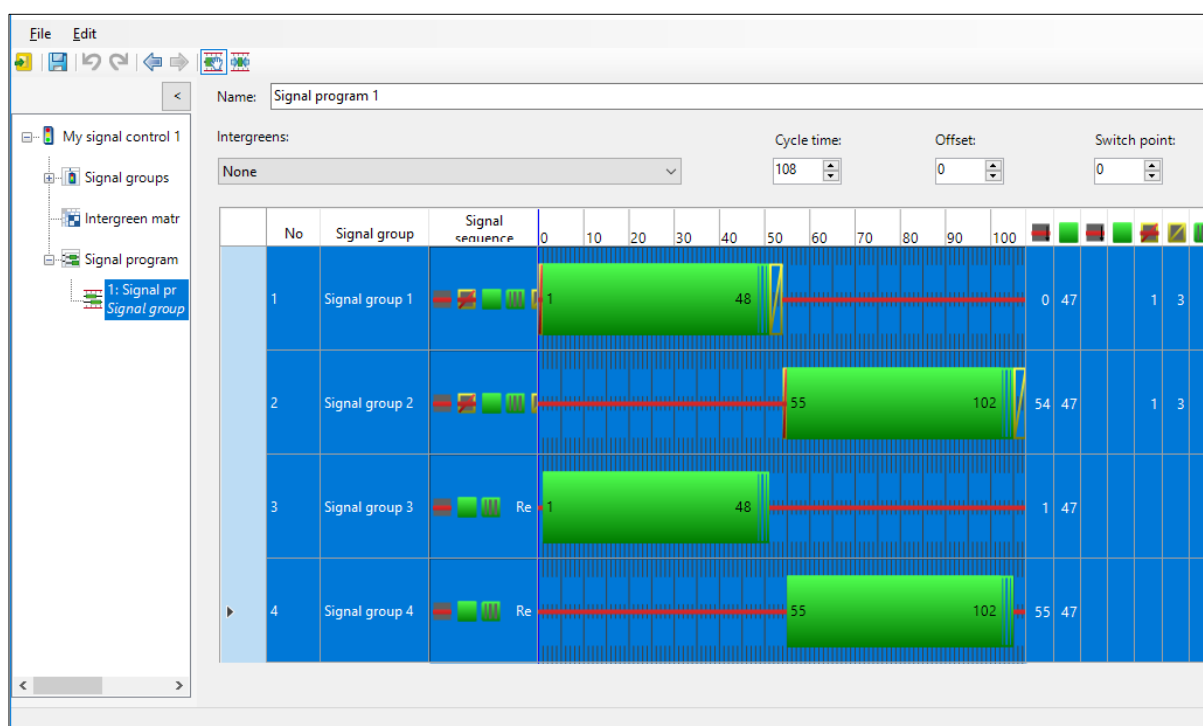 File Edit
<
Name: Signal program 1
My signal control 1
Intergreens:
Cycle time: Offset: Switch point:
Signal groups
None
108 0 0
Intergreen matr
No Signal group Signal sequence 0 10 20 30 40 50 60 70 80 90 100
Signal program
1: Signal pr
Signal group
1 Signal group 1 1 48 0 47 1 3
2 Signal group 2 55 102 54 47 1 3
3 Signal group 3 Re 1 48 1 47
4 Signal group 4 Re 55 102 55 47
< >